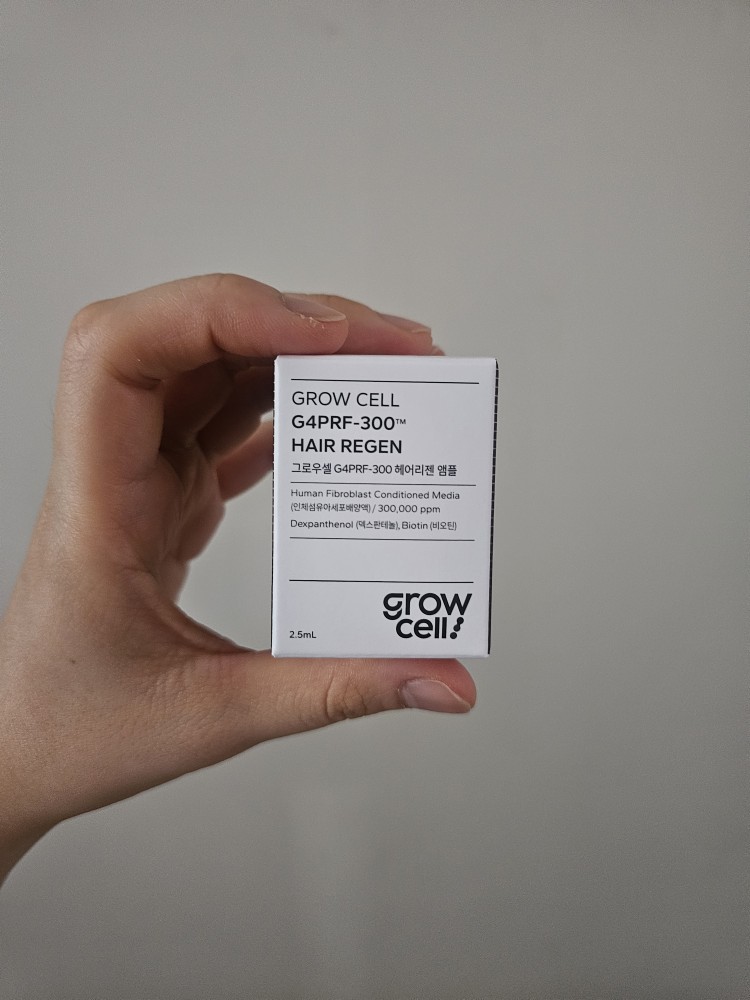 GROW CELL
G4PRF-300™
HAIR REGEN
그로우셀 G4PRF-300 헤어리젠 앰플
Human Fibroblast Conditioned Media
(인체섬유아세포배양액) / 300,000 ppm
Dexpanthenol (덱스판테놀), Biotin (비오틴)
grow
cell!
2.5mL